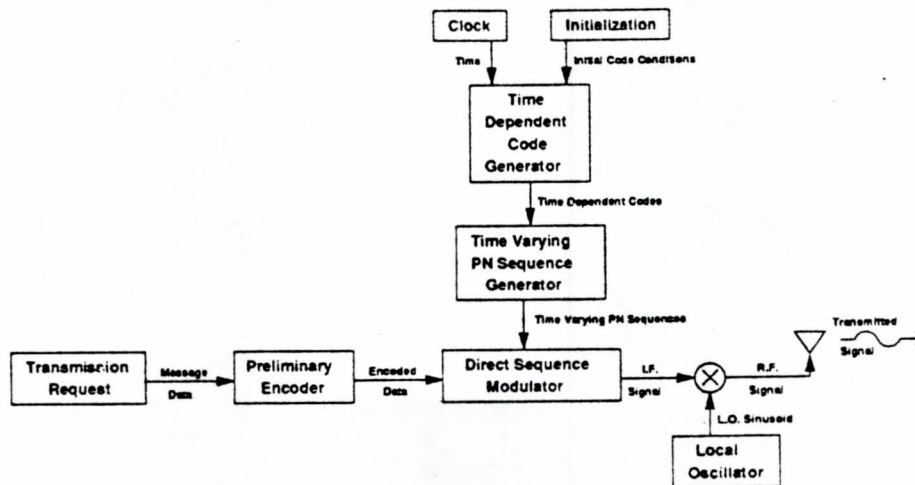 Clock
Initialization
Time
Initial Code Conditions
Time
Dependent
Code
Generator
Time Dependent Codes
Time Varying
PN Sequence
Generator
Time Varying PN Sequences
Transmission
Request
Message
Data
Preliminary
Encoder
Encoded
Data
Direct Sequence
Modulator
I.F.
Signal
R.F.
Signal
Transmitted
Signal
L.O. Sinusoid
Local
Oscillator